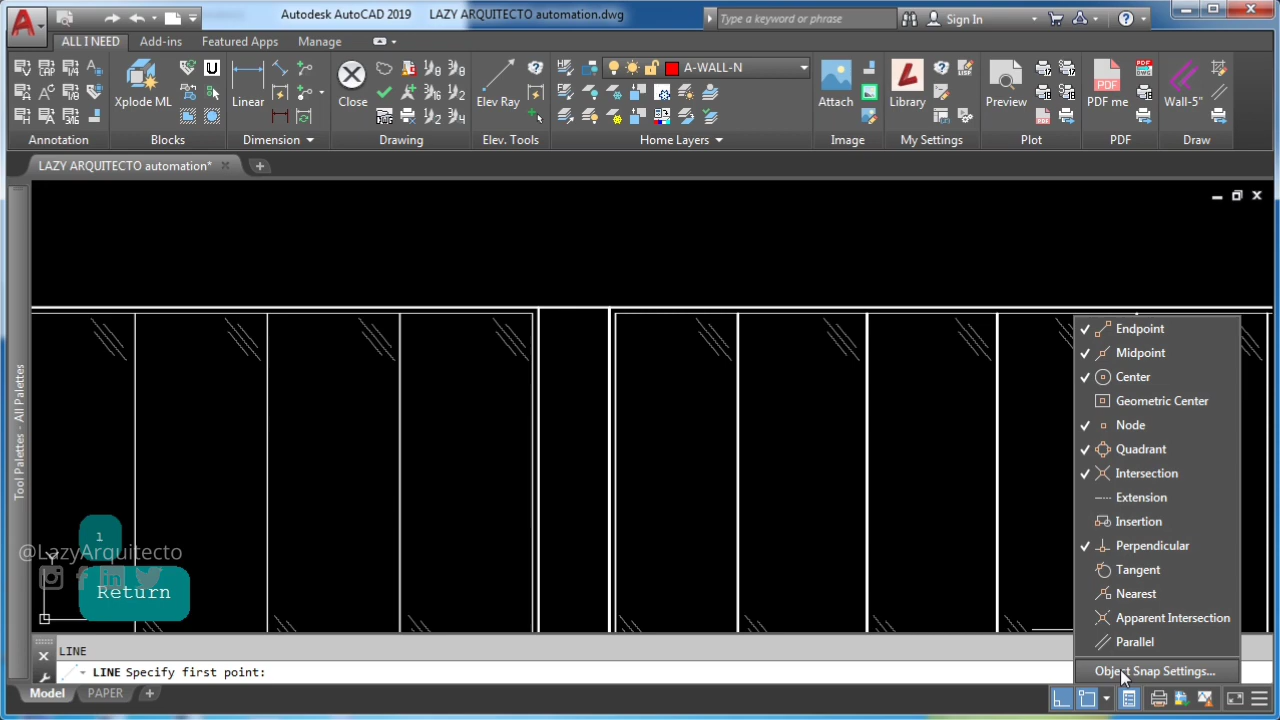 Autodesk AutoCAD 2019 LAZY ARQUITECTO automation.dwg
Type a keyword or phrase
Sign In
ALL I NEED Add-ins Featured Apps Manage
Xplode ML
Linear
Close
Elev Ray
A-WALL-N
Attach
Library
Preview
PDF me
Wall-5"
Annotation Blocks Dimension Drawing Elev. Tools Home Layers Image My Settings Plot PDF Draw
LAZY ARQUITECTO automation*
Tool Palettes - All Palettes
Endpoint
Midpoint
Center
Geometric Center
Node
Quadrant
Intersection
Extension
Insertion
Perpendicular
Tangent
Nearest
Apparent Intersection
Parallel
Object Snap Settings...
l
@LazyArquitecto
Return
LINE
LINE Specify first point:
Model PAPER